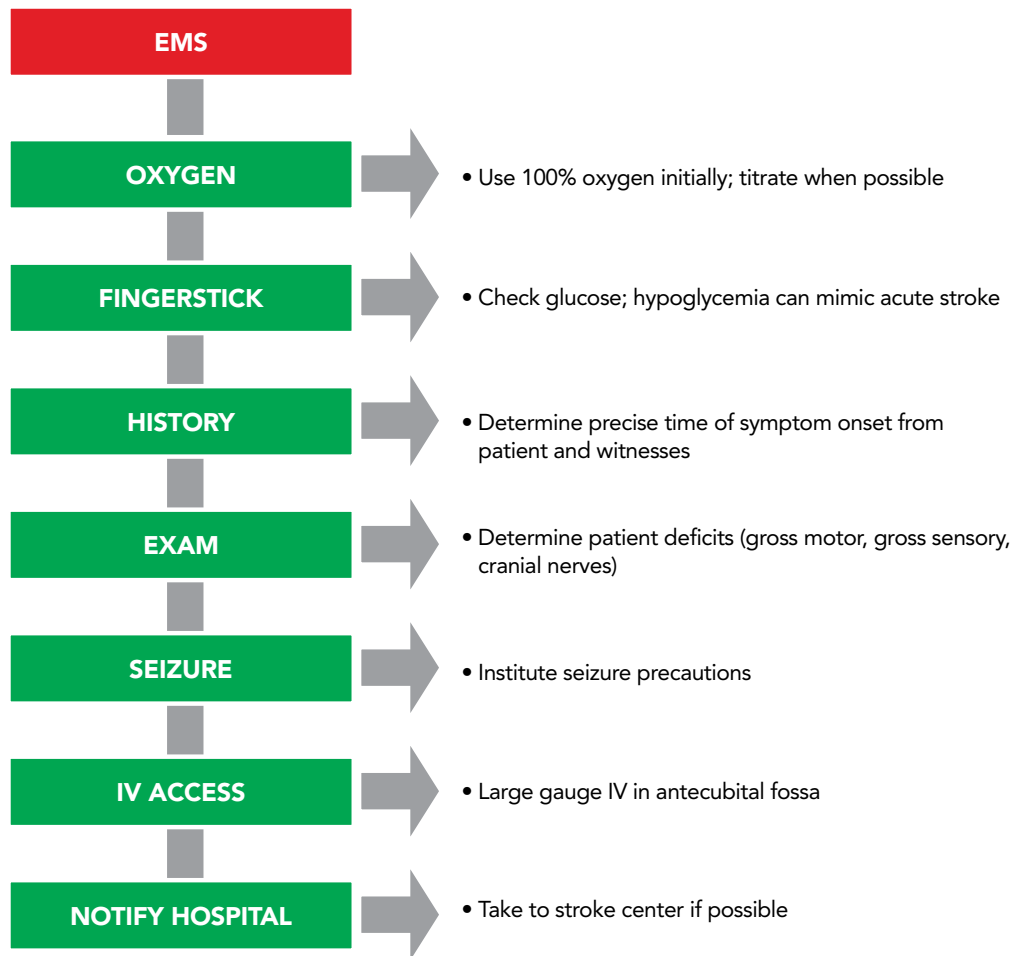 EMS
OXYGEN
• Use 100% oxygen initially; titrate when possible
FINGERSTICK
• Check glucose; hypoglycemia can mimic acute stroke
HISTORY
• Determine precise time of symptom onset from
patient and witnesses
EXAM
• Determine patient deficits (gross motor, gross sensory,
cranial nerves)
SEIZURE
• Institute seizure precautions
IV ACCESS
• Large gauge IV in antecubital fossa
NOTIFY HOSPITAL
• Take to stroke center if possible